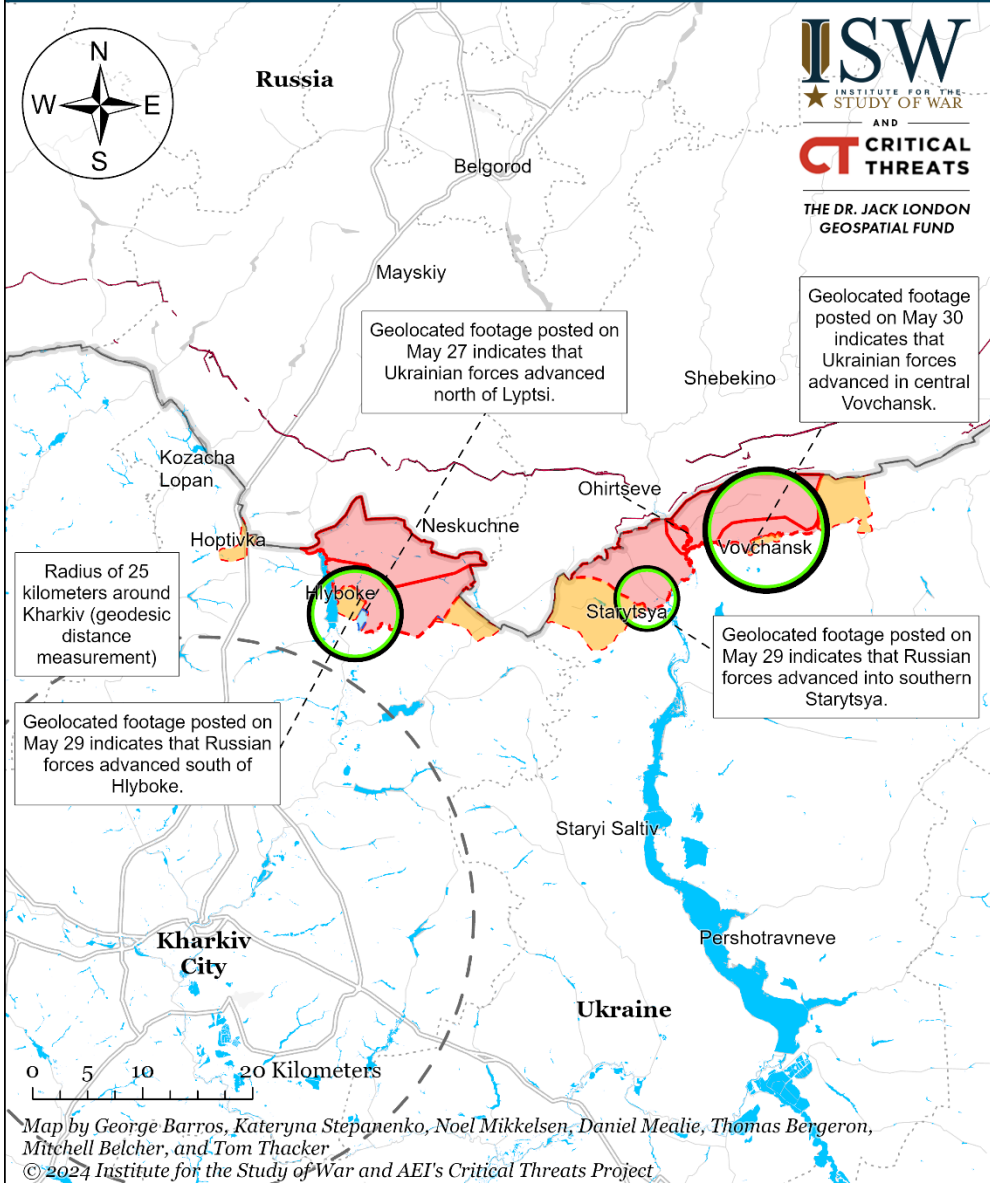 N
W
E
S
Russia
ISW
INSTITUTE FOR THE
STUDY OF WAR
AND
CT CRITICAL
THREATS
THE DR. JACK LONDON
GEOSPATIAL FUND
Belgorod
Mayskiy
Geolocated footage posted on
May 27 indicates that
Ukrainian forces advanced
north of Lyptsi.
Geolocated footage
posted on May 30
indicates that
Ukrainian forces
advanced in central
Vovchansk.
Shebekino
Kozacha
Lopan
Ohirtseve
Neskuchne
Hoptivka
Vovchansk
Radius of 25
kilometers around
Kharkiv (geodesic
distance
measurement)
Hlyboke
Starytsya
Geolocated footage posted on
May 29 indicates that Russian
forces advanced into southern
Starytsya.
Geolocated footage posted on
May 29 indicates that Russian
forces advanced south of
Hlyboke.
Staryi Saltiv
Kharkiv
City
Pershotravneve
Ukraine
0 5 10 20 Kilometers
Map by George Barros, Kateryna Stepanenko, Noel Mikkelsen, Daniel Mealie, Thomas Bergeron,
Mitchell Belcher, and Tom Thacker
© 2024 Institute for the Study of War and AEI's Critical Threats Project